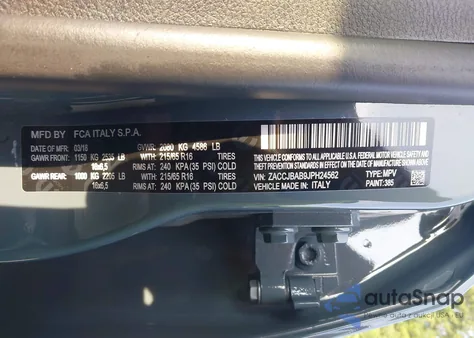 MFD BY FCA ITALY S.P.A.
DATE OF MFR: 03/18 GVWR: 2080 KG 4586 LB
GAWR FRONT: 1150 KG 2535 LB WITH: 215/65 R16 TIRES
16x6,5 RIMS AT: 240 KPA (35 PSI) COLD
GAWR REAR: 1000 KG 2205 LB WITH: 215/65 R16 TIRES
16x6,5 RIMS AT: 240 KPA (35 PSI) COLD
THIS VEHICLE CONFORMS TO ALL APPLICABLE
FEDERAL MOTOR VEHICLE SAFETY, BUMPER,
AND THEFT PREVENTION STANDARDS IN EFFECT
ON THE DATE OF MANUFACTURE SHOWN ABOVE.
VIN: ZACCJBAB9JPH24562 TYPE: MPV
MADE IN: ITALY PAINT: 385
autoSnap